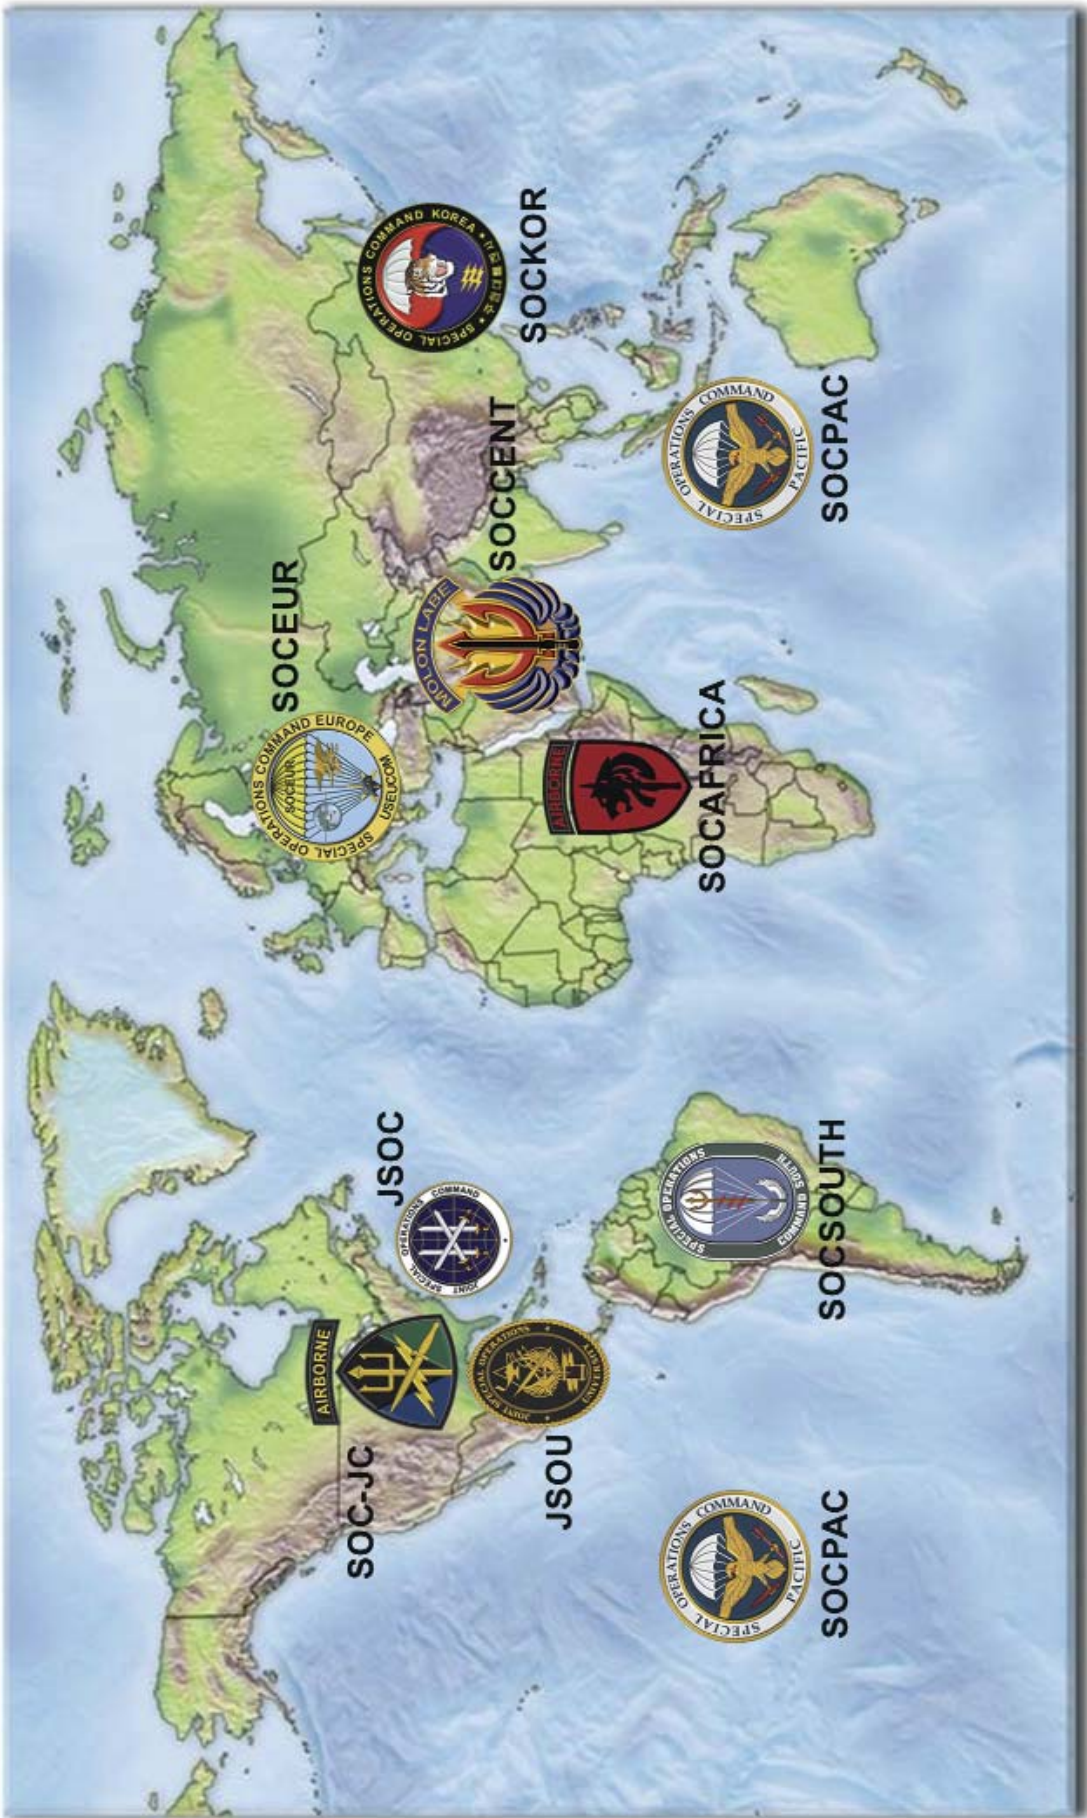 SOCEUR
SPECIAL OPERATIONS COMMAND EUROPE
SOCEUR
USEUCOM
AIRBORNE
SOC-JC
JSOC
JOINT SPECIAL OPERATIONS COMMAND
SPECIAL OPERATIONS COMMAND KOREA
SOCKOR
MOLON LABE
SOCCENT
JOINT SPECIAL OPERATIONS UNIVERSITY
JSOU
AIRBORNE
SOCAFRICA
SPECIAL OPERATIONS COMMAND PACIFIC
SOCPAC
SPECIAL OPERATIONS
COMMAND SOUTH
SOCSOUTH
SPECIAL OPERATIONS COMMAND PACIFIC
SOCPAC